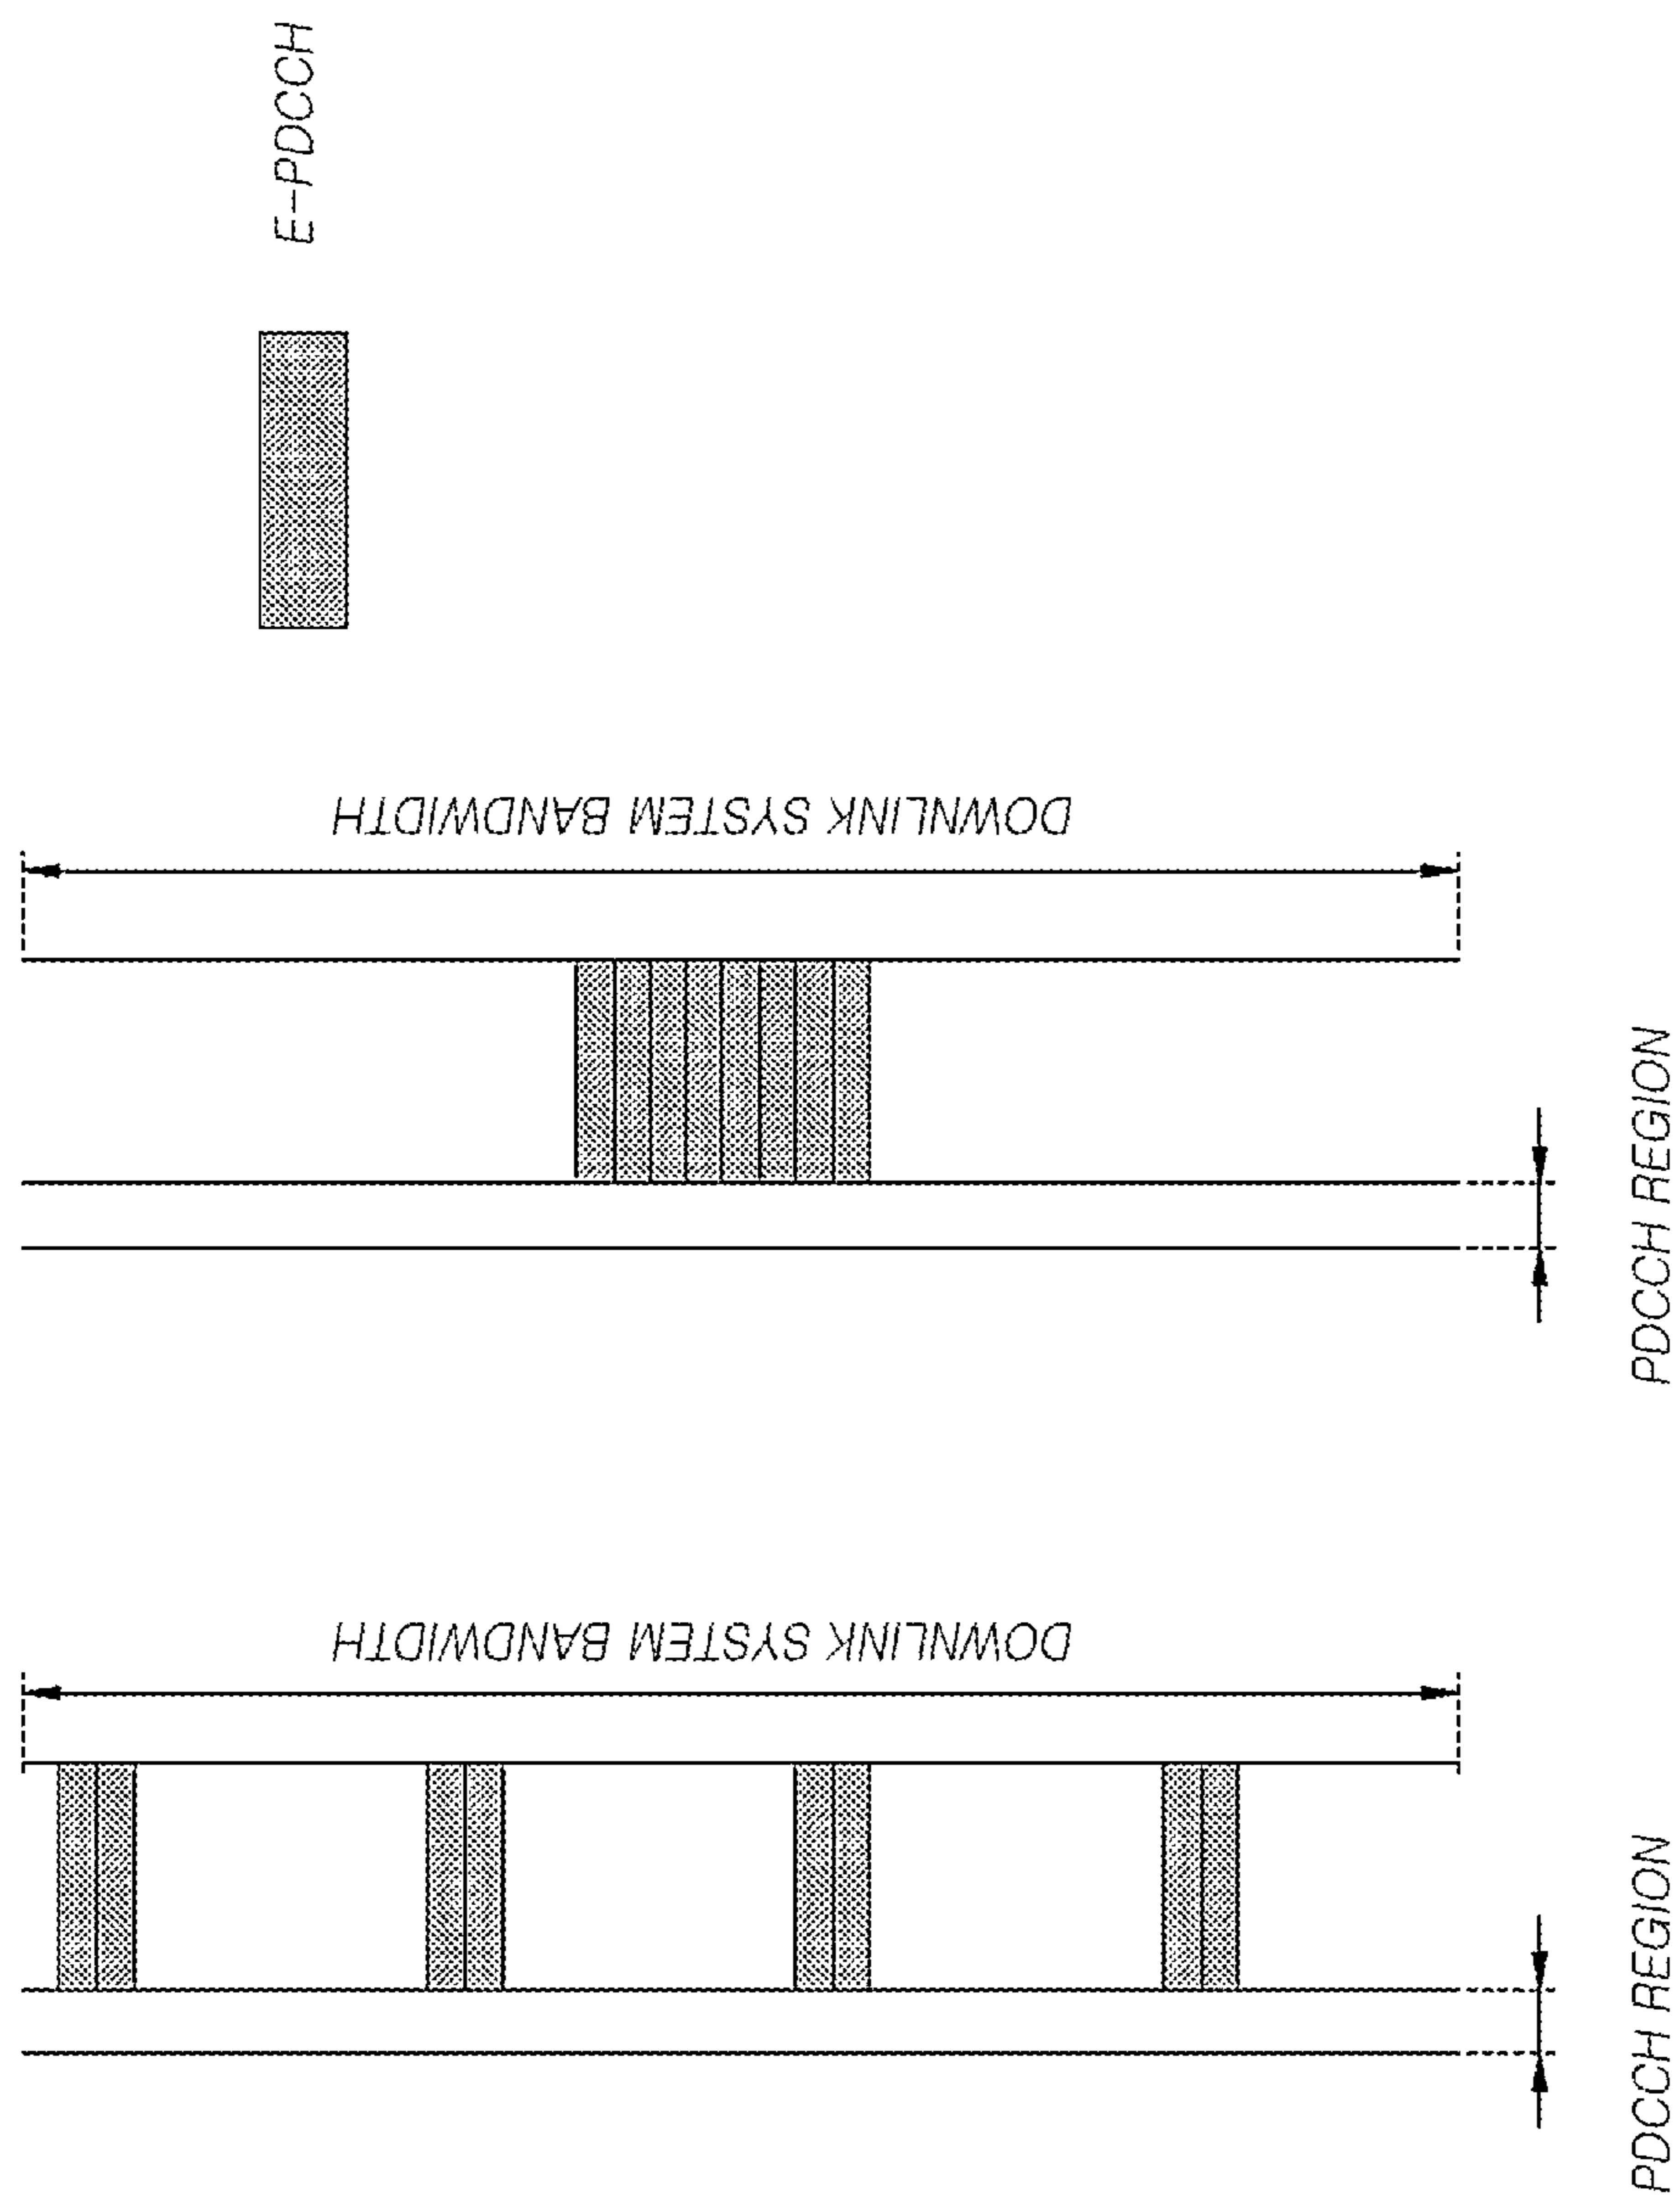 E-PDCCH
DOWNLINK SYSTEM BANDWIDTH
PDCCH REGION
DOWNLINK SYSTEM BANDWIDTH
PDCCH REGION